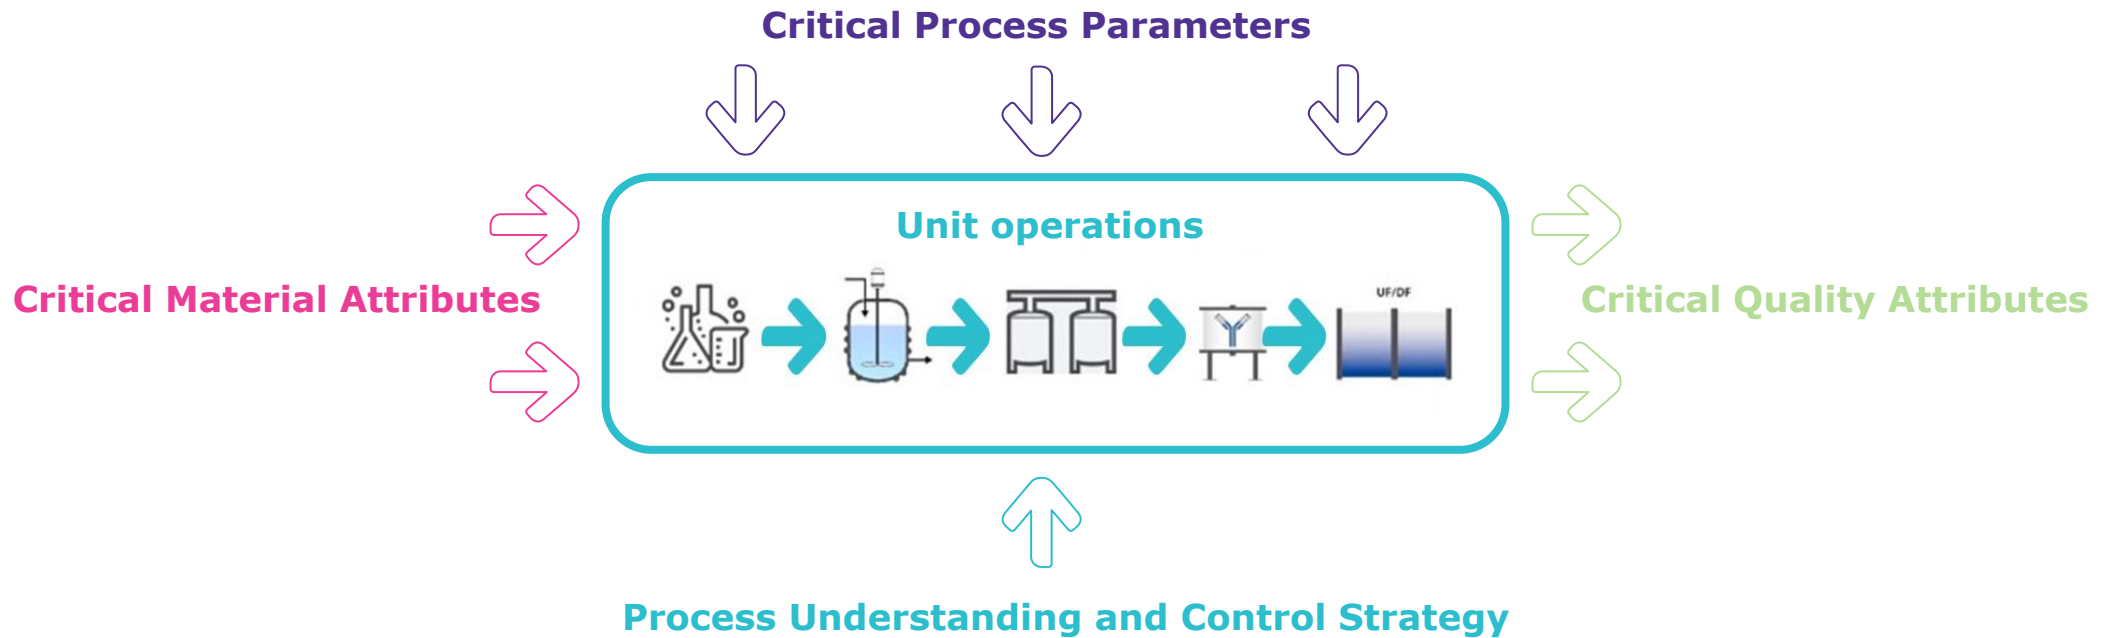 Critical Process Parameters
Unit operations
Critical Material Attributes
UF/DF
Critical Quality Attributes
Process Understanding and Control Strategy